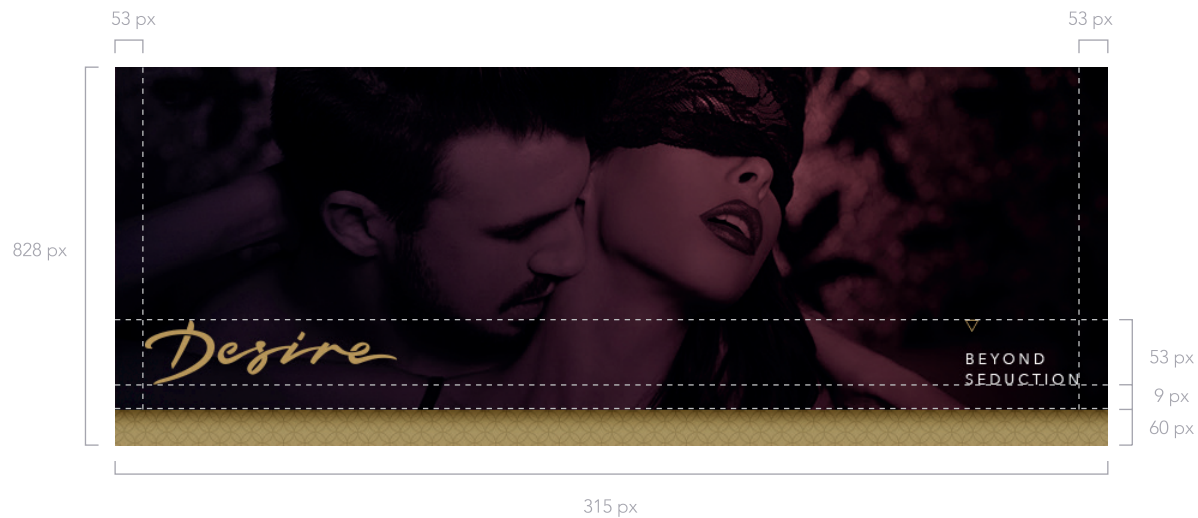 53 px
53 px
828 px
Desire
BEYOND
SEDUCTION
53 px
9 px
60 px
315 px